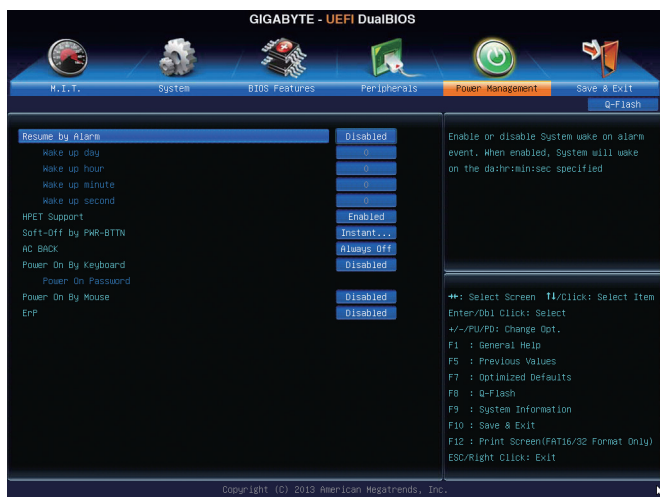 GIGABYTE - UEFI DualBIOS
M.I.T. System BIOS Features Peripherals Power Management Save & Exit
Q-Flash
Resume by Alarm Disabled
Wake up day 0
Wake up hour 0
Wake up minute 0
Wake up second 0
HPET Support Enabled
Soft-Off by PWR-BTTN Instant...
AC BACK Always Off
Power On By Keyboard Disabled
Power On Password
Power On By Mouse Disabled
ErP Disabled
Enable or disable System wake on alarm
event. When enabled, System will wake
on the da:hr:min:sec specified
→←: Select Screen ↑↓/Click: Select Item
Enter/Dbl Click: Select
+/-/PU/PD: Change Opt.
F1 : General Help
F5 : Previous Values
F7 : Optimized Defaults
F8 : Q-Flash
F9 : System Information
F10 : Save & Exit
F12 : Print Screen(FAT16/32 Format Only)
ESC/Right Click: Exit
Copyright (C) 2013 American Megatrends, Inc.